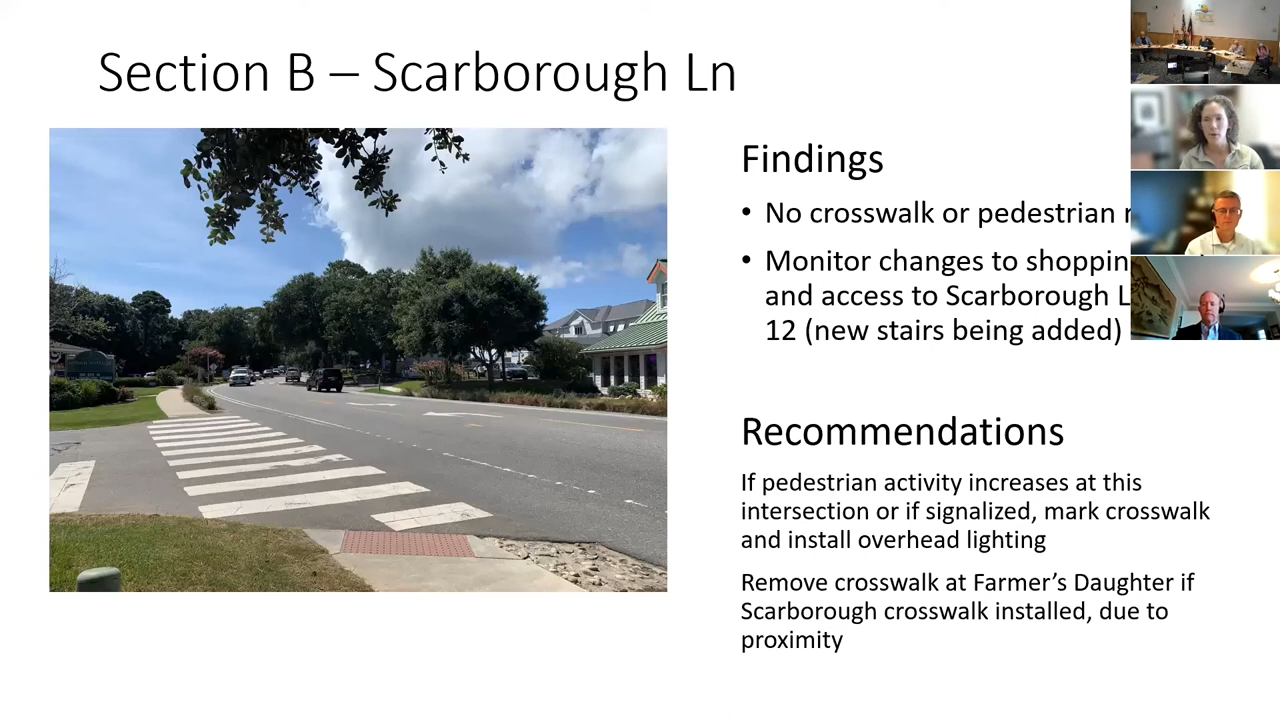 Section B – Scarborough Ln
Findings
• No crosswalk or pedestrian
• Monitor changes to
and access to Scarborough
12 (new stairs being added)
Recommendations
If pedestrian activity increases at this
intersection or if signalized, mark crosswalk
and install overhead lighting
Remove crosswalk at Farmer’s Daughter if
Scarborough crosswalk installed, due to
proximity